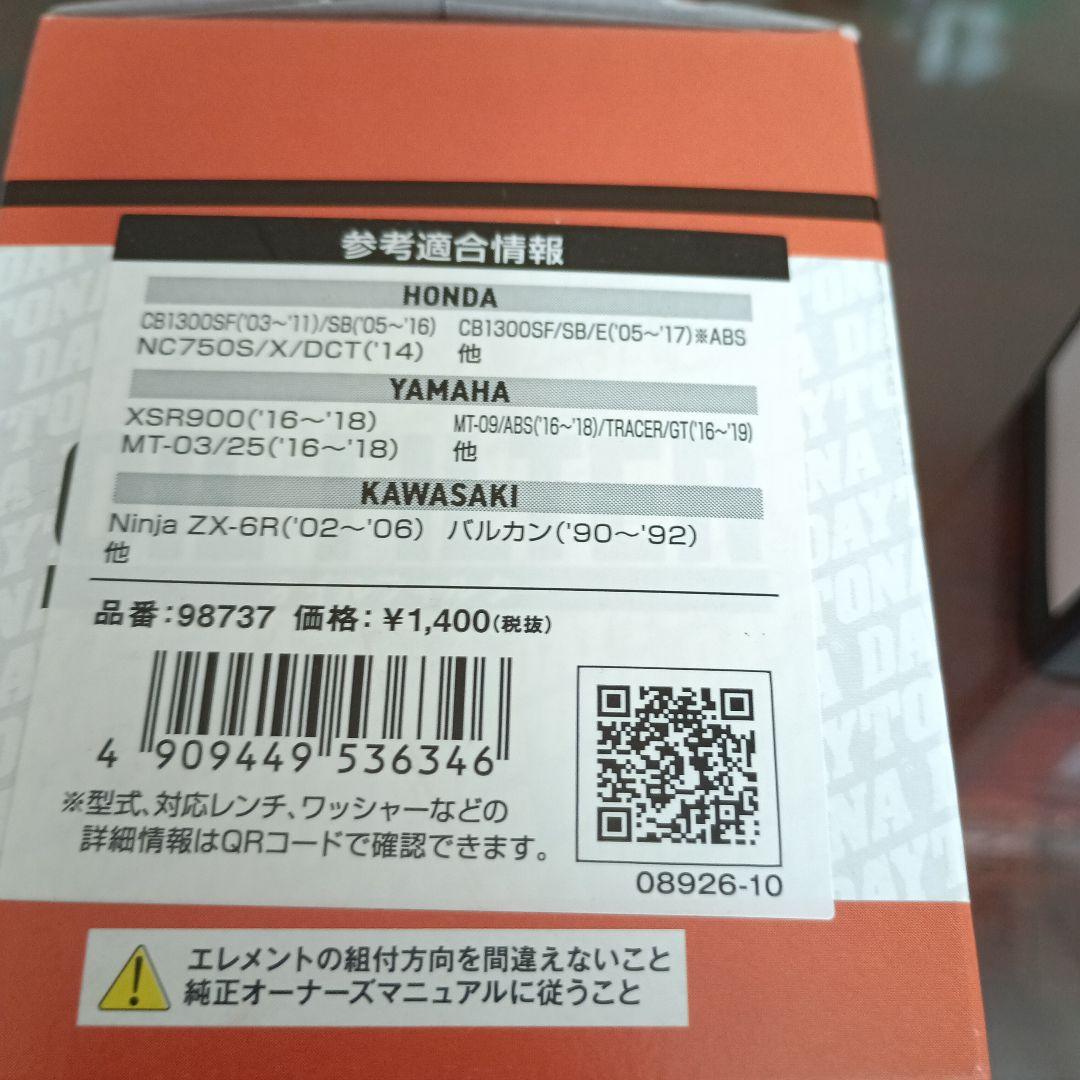 参考適合情報
HONDA
CB1300SF('03～'11)/SB('05～'16) CB1300SF/SB/E('05～'17)※ABS
NC750S/X/DCT('14) 他
YAMAHA
XSR900('16～'18) MT-09/ABS('16～'18)/TRACER/GT('16～'19)
MT-03/25('16～'18) 他
KAWASAKI
Ninja ZX-6R('02～'06) バルカン('90～'92)
他
品番:98737 価格:¥1,400(税抜)
4 909449 536346
※型式、対応レンチ、ワッシャーなどの
詳細情報はQRコードで確認できます。
08926-10
エレメントの組付方向を間違えないこと
純正オーナーズマニュアルに従うこと